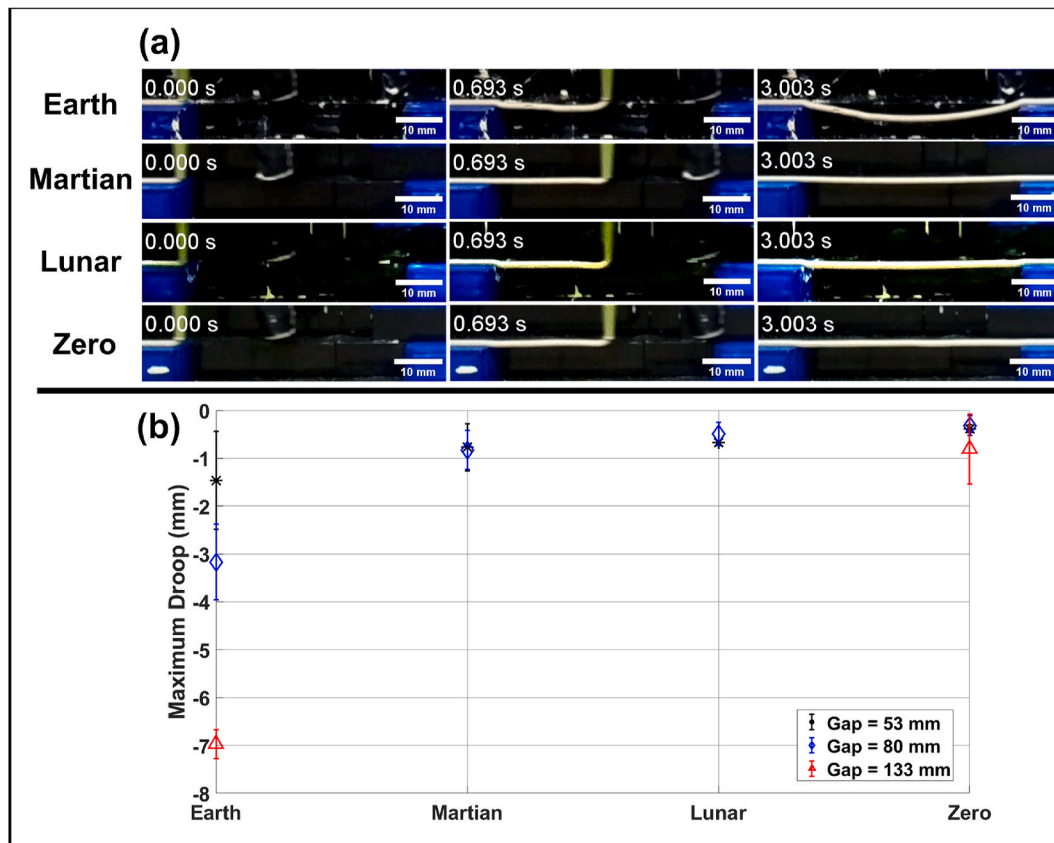 (a)
Earth
0.000 s
10 mm
0.693 s
10 mm
3.003 s
10 mm
Martian
0.000 s
10 mm
0.693 s
10 mm
3.003 s
10 mm
Lunar
0.000 s
10 mm
0.693 s
10 mm
3.003 s
10 mm
Zero
0.000 s
10 mm
0.693 s
10 mm
3.003 s
10 mm
(b)
Maximum Droop (mm)
0
-1
-2
-3
-4
-5
-6
-7
-8
Gap = 53 mm
Gap = 80 mm
Gap = 133 mm
Earth
Martian
Lunar
Zero